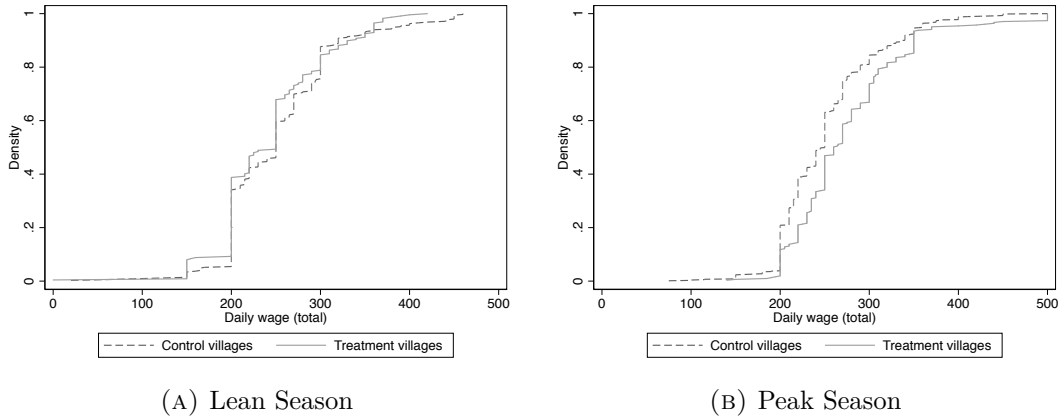 Density
1
.8
.6
.4
.2
0
0 100 200 300 400 500
Daily wage (total)
Control villages Treatment villages
(A) Lean Season
Density
1
.8
.6
.4
.2
0
0 100 200 300 400 500
Daily wage (total)
Control villages Treatment villages
(B) Peak Season